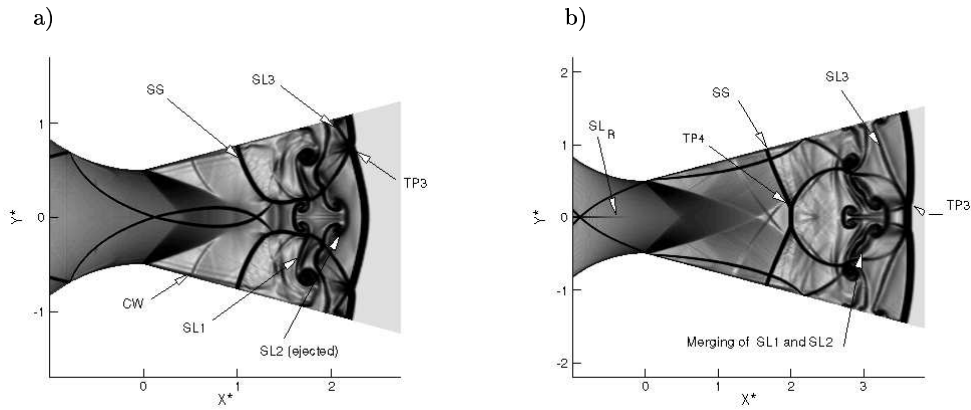 a)
SS
SL3
TP3
CW
SL1
SL2 (ejected)
1
0
-1
Y*
0
1
2
X*
b)
SL3
SS
TP4
SL R
TP3
Merging of SL1 and SL2
2
1
0
-1
-2
Y*
0
1
2
3
X*